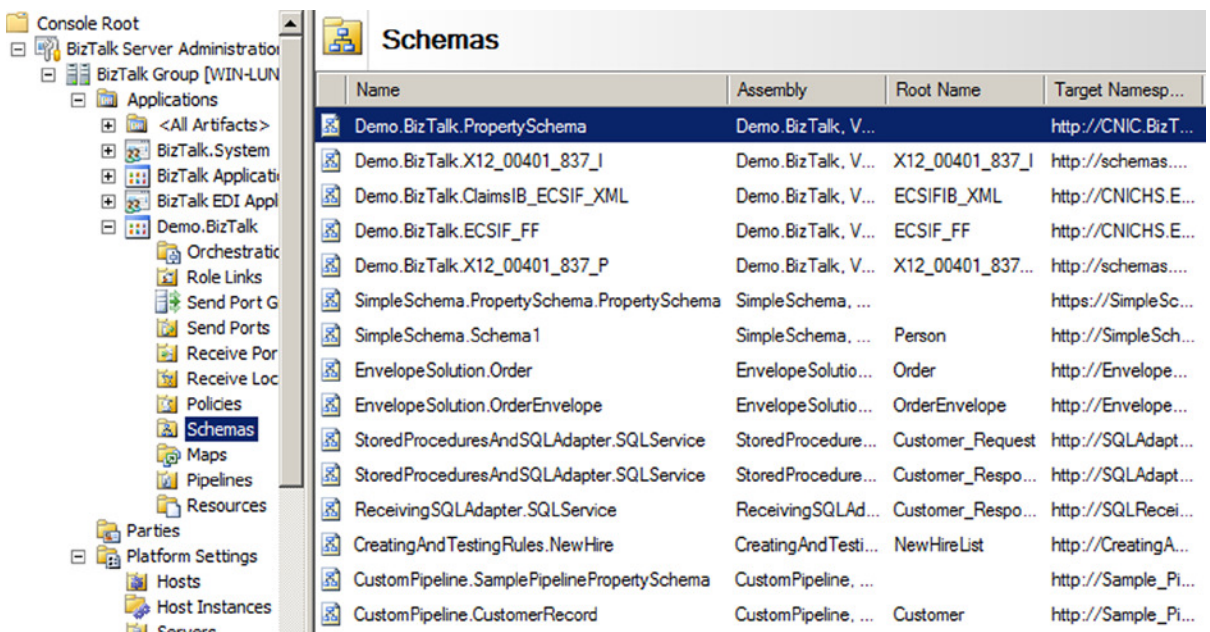 Console Root
BizTalk Server Administration
BizTalk Group [WIN-LUN
Applications
<All Artifacts>
BizTalk.System
BizTalk Applicati
BizTalk EDI Appl
Demo.BizTalk
Orchestratio
Role Links
Send Port G
Send Ports
Receive Por
Receive Loc
Policies
Schemas
Maps
Pipelines
Resources
Parties
Platform Settings
Hosts
Host Instances
Servers
Schemas
Name Assembly Root Name Target Namesp...
Demo.BizTalk.PropertySchema Demo.BizTalk, V... http://CNIC.BizT...
Demo.BizTalk.X12_00401_837_I Demo.BizTalk, V... X12_00401_837_I http://schemas....
Demo.BizTalk.ClaimsIB_ECSIF_XML Demo.BizTalk, V... ECSIFIB_XML http://CNICHS.E...
Demo.BizTalk.ECSIF_FF Demo.BizTalk, V... ECSIF_FF http://CNICHS.E...
Demo.BizTalk.X12_00401_837_P Demo.BizTalk, V... X12_00401_837... http://schemas....
SimpleSchema.PropertySchema.PropertySchema SimpleSchema, ... https://SimpleSc...
SimpleSchema.Schema1 SimpleSchema, ... Person http://SimpleSch...
EnvelopeSolution.Order EnvelopeSolutio... Order http://Envelope...
EnvelopeSolution.OrderEnvelope EnvelopeSolutio... OrderEnvelope http://Envelope...
StoredProceduresAndSQLAdapter.SQLService StoredProcedure... Customer_Request http://SQLAdapt...
StoredProceduresAndSQLAdapter.SQLService StoredProcedure... Customer_Respo... http://SQLAdapt...
ReceivingSQLAdapter.SQLService ReceivingSQLAd... Customer_Respo... http://SQLRecei...
CreatingAndTestingRules.NewHire CreatingAndTesti... NewHireList http://CreatingA...
CustomPipeline.SamplePipelinePropertySchema CustomPipeline, ... http://Sample_Pi...
CustomPipeline.CustomerRecord CustomPipeline, ... Customer http://Sample_Pi...